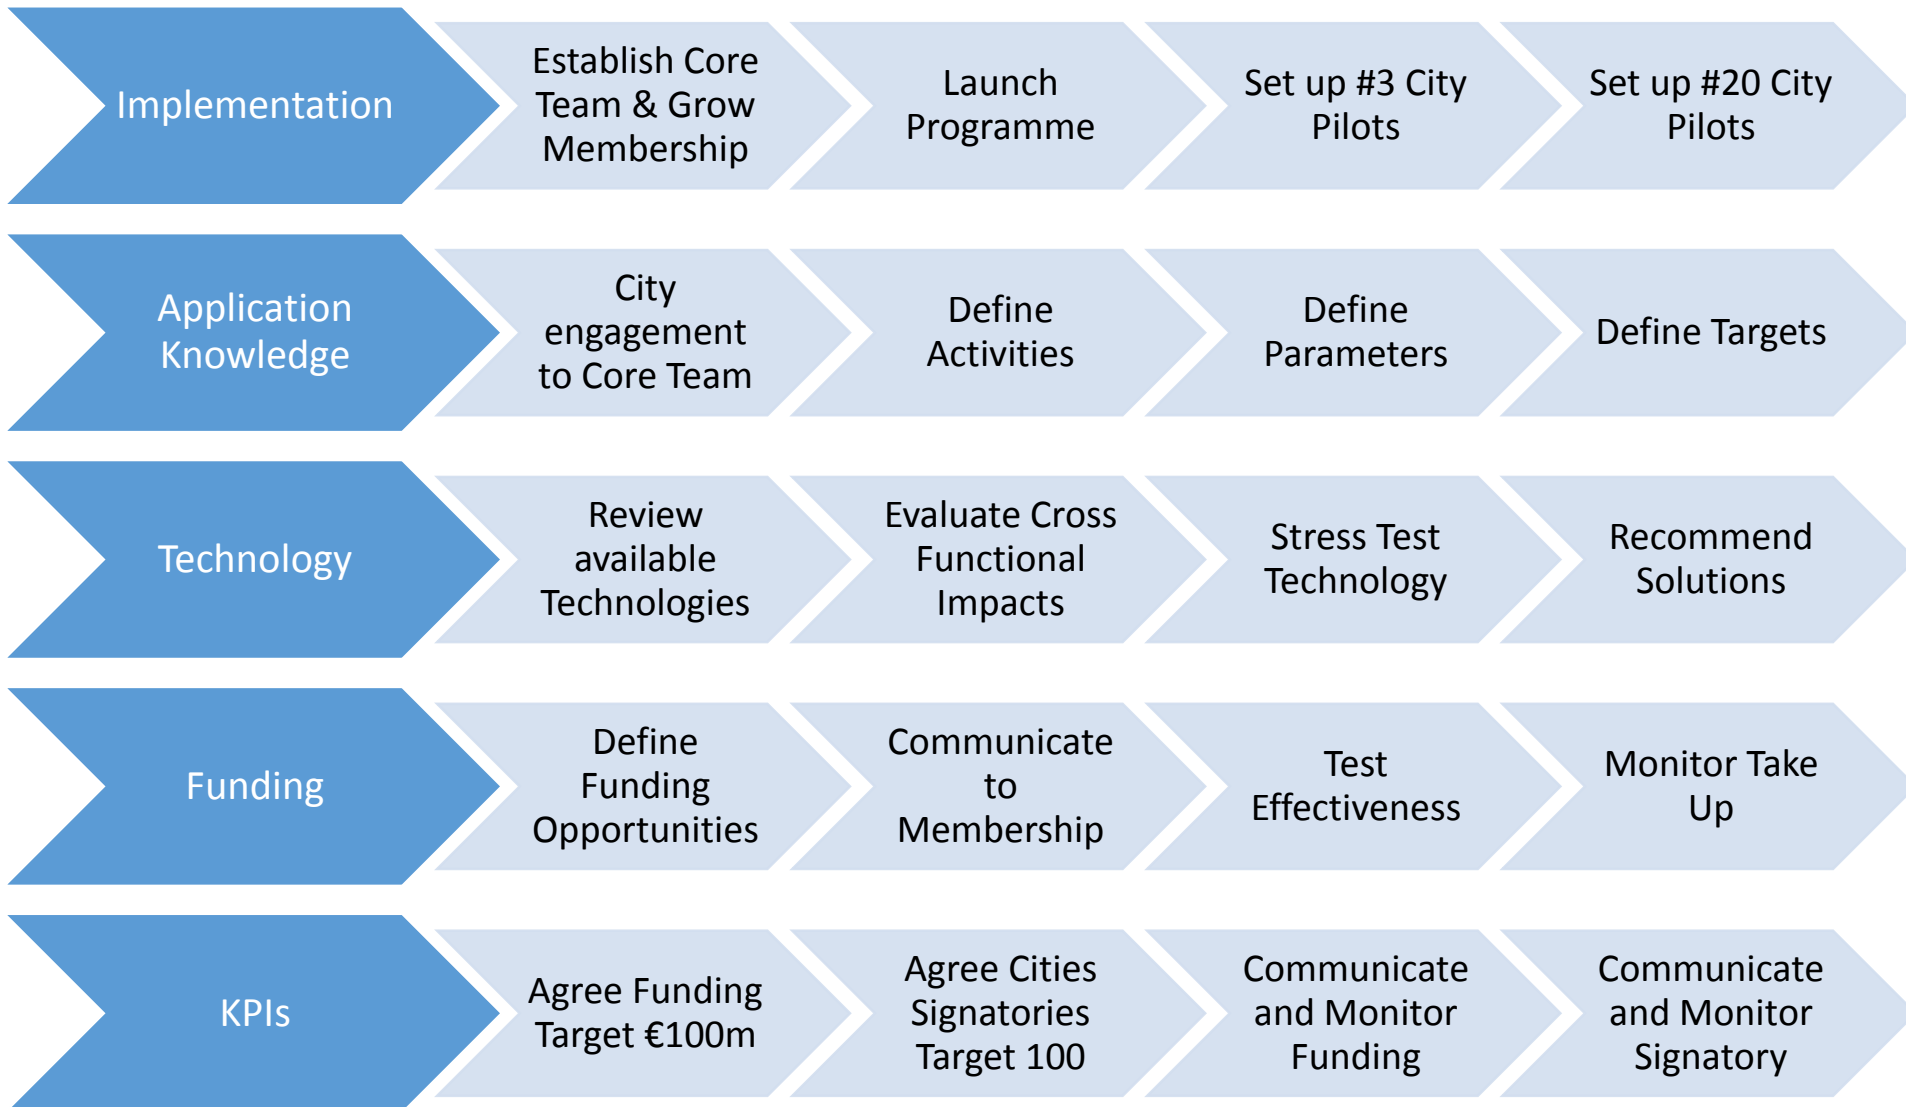 Implementation
Establish Core
Team & Grow
Membership
Launch
Programme
Set up #3 City
Pilots
Set up #20 City
Pilots
Application
Knowledge
City
engagement
to Core Team
Define
Activities
Define
Parameters
Define Targets
Technology
Review
available
Technologies
Evaluate Cross
Functional
Impacts
Stress Test
Technology
Recommend
Solutions
Funding
Define
Funding
Opportunities
Communicate
to
Membership
Test
Effectiveness
Monitor Take
Up
KPIs
Agree Funding
Target €100m
Agree Cities
Signatories
Target 100
Communicate
and Monitor
Funding
Communicate
and Monitor
Signatory